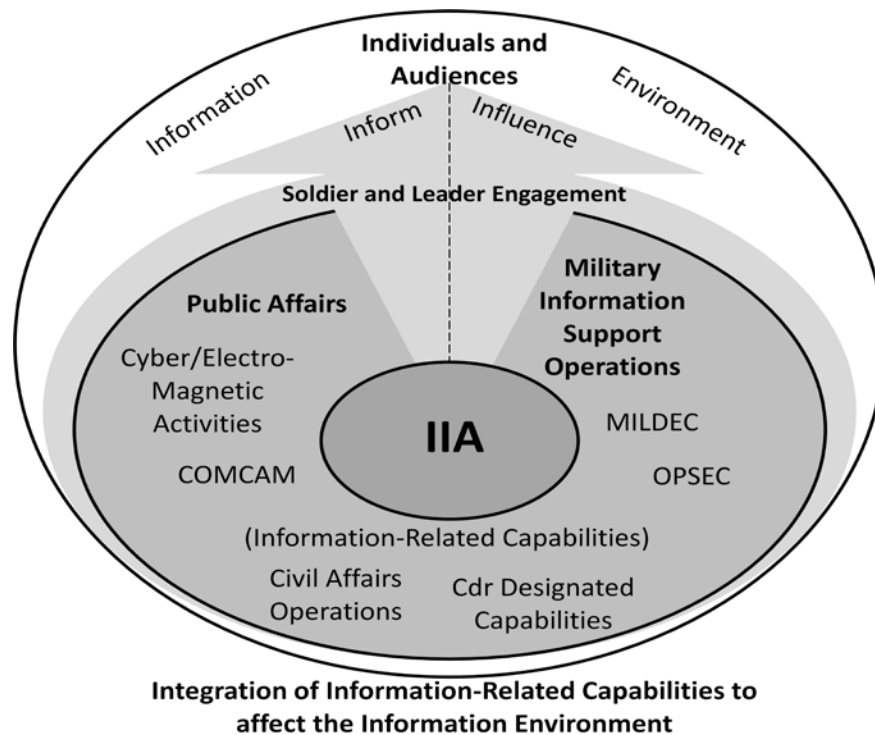 Individuals and
Audiences
Information
Environment
Inform
Influence
Soldier and Leader Engagement
Public Affairs
Military
Information
Support
Operations
Cyber/Electro-
Magnetic
Activities
IIA
MILDEC
COMCAM
OPSEC
(Information-Related Capabilities)
Civil Affairs
Operations
Cdr Designated
Capabilities
Integration of Information-Related Capabilities to
affect the Information Environment